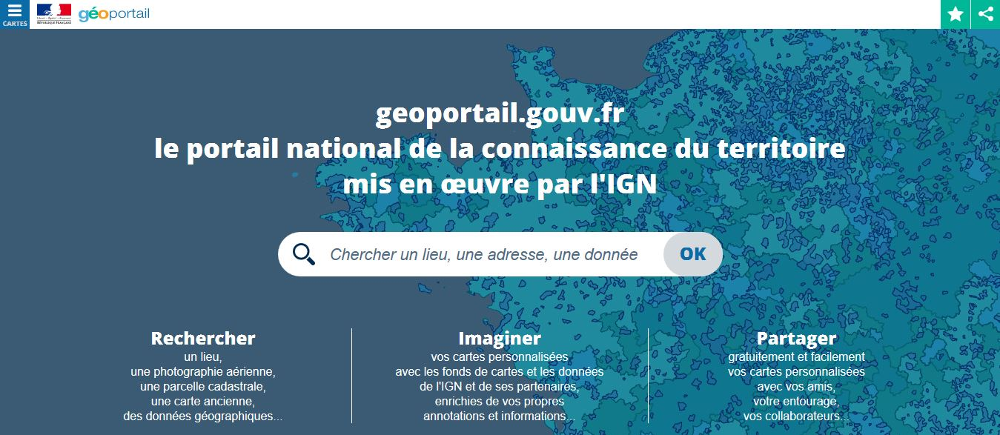 CARTES
RÉPUBLIQUE FRANÇAISE
géoportail
geoportail.gouv.fr
le portail national de la connaissance du territoire
mis en œuvre par l'IGN
Chercher un lieu, une adresse, une donnée
OK
Rechercher
un lieu,
une photographie aérienne,
une parcelle cadastrale,
une carte ancienne,
des données géographiques...
Imaginer
vos cartes personnalisées
avec les fonds de cartes et les données
de l'IGN et de ses partenaires,
enrichies de vos propres
annotations et informations...
Partager
gratuitement et facilement
vos cartes personnalisées
avec vos amis,
votre entourage,
vos collaborateurs...